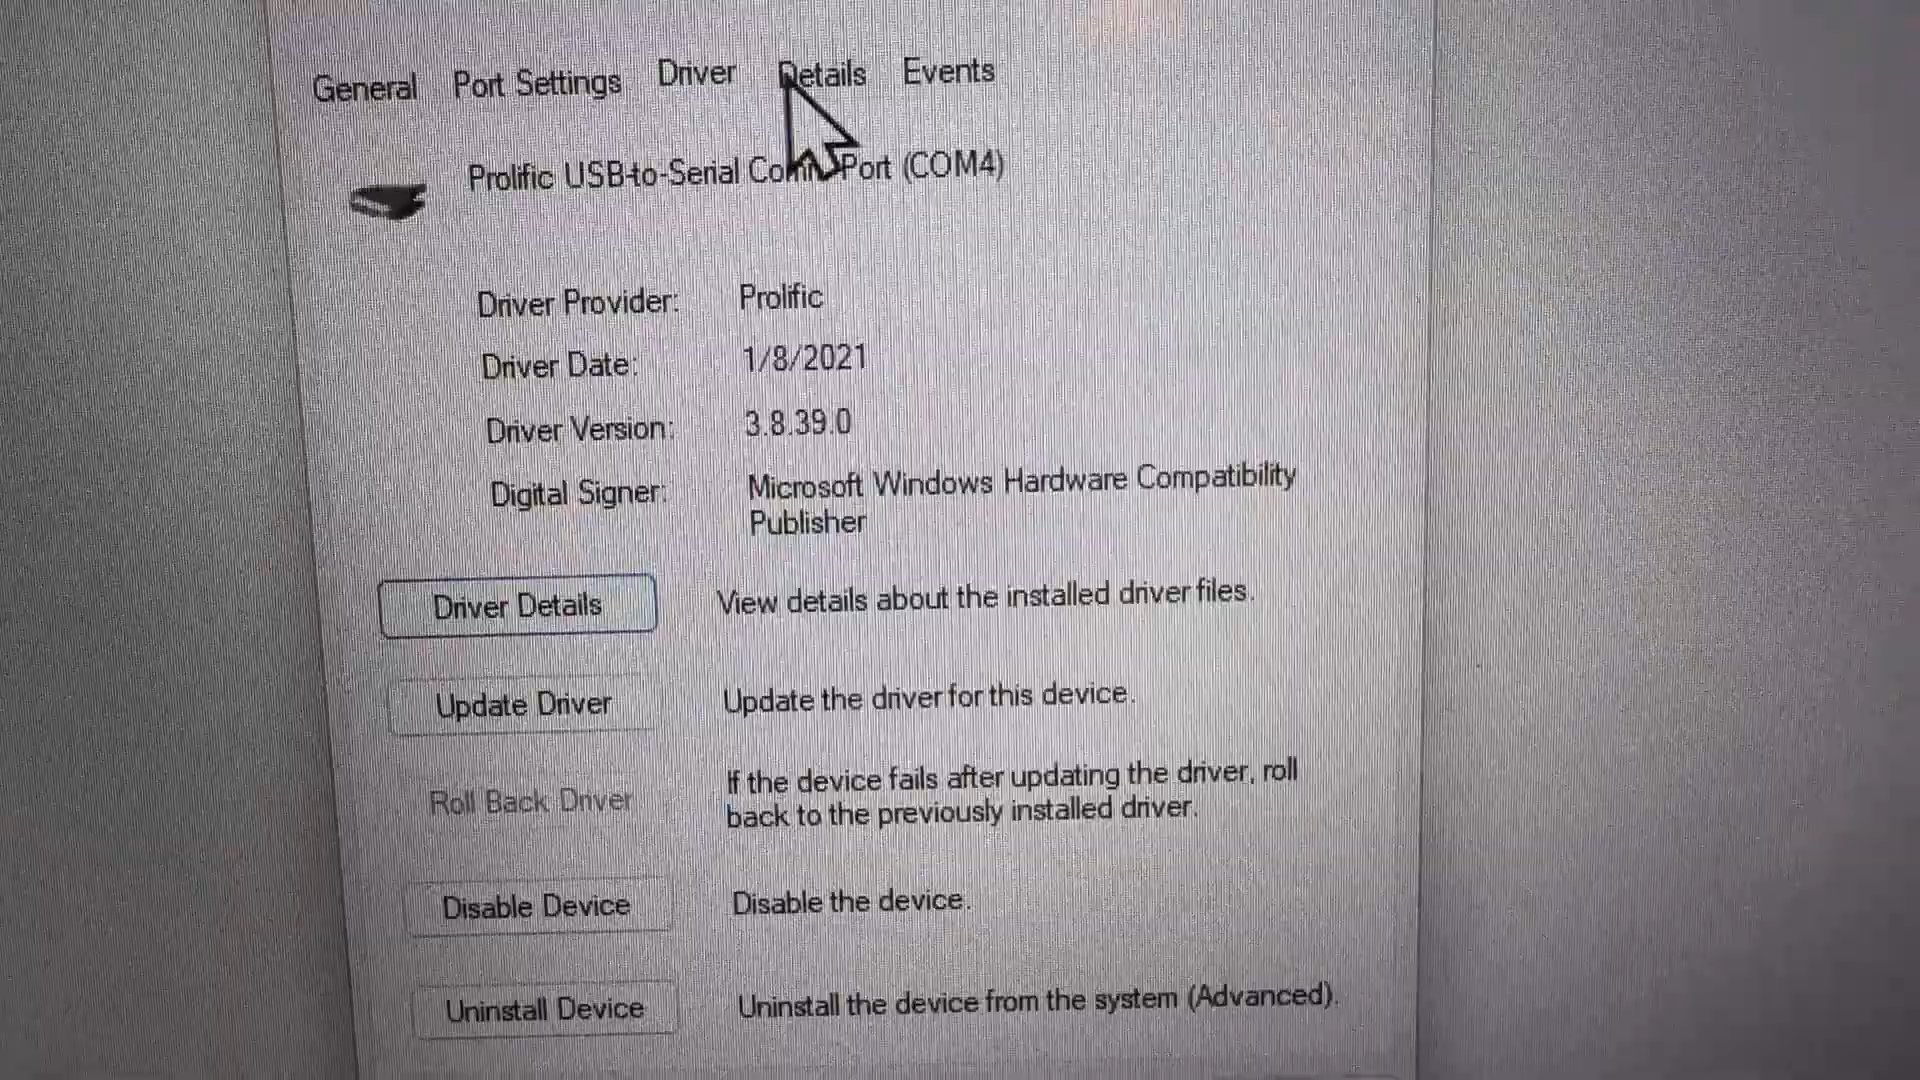 General Port Settings Driver Details Events
Prolific USB-to-Serial Comm Port (COM4)
Driver Provider: Prolific
Driver Date: 1/8/2021
Driver Version: 3.8.39.0
Digital Signer: Microsoft Windows Hardware Compatibility
Publisher
Driver Details View details about the installed driver files.
Update Driver Update the driver for this device.
Roll Back Driver If the device fails after updating the driver, roll
back to the previously installed driver.
Disable Device Disable the device.
Uninstall Device Uninstall the device from the system (Advanced).